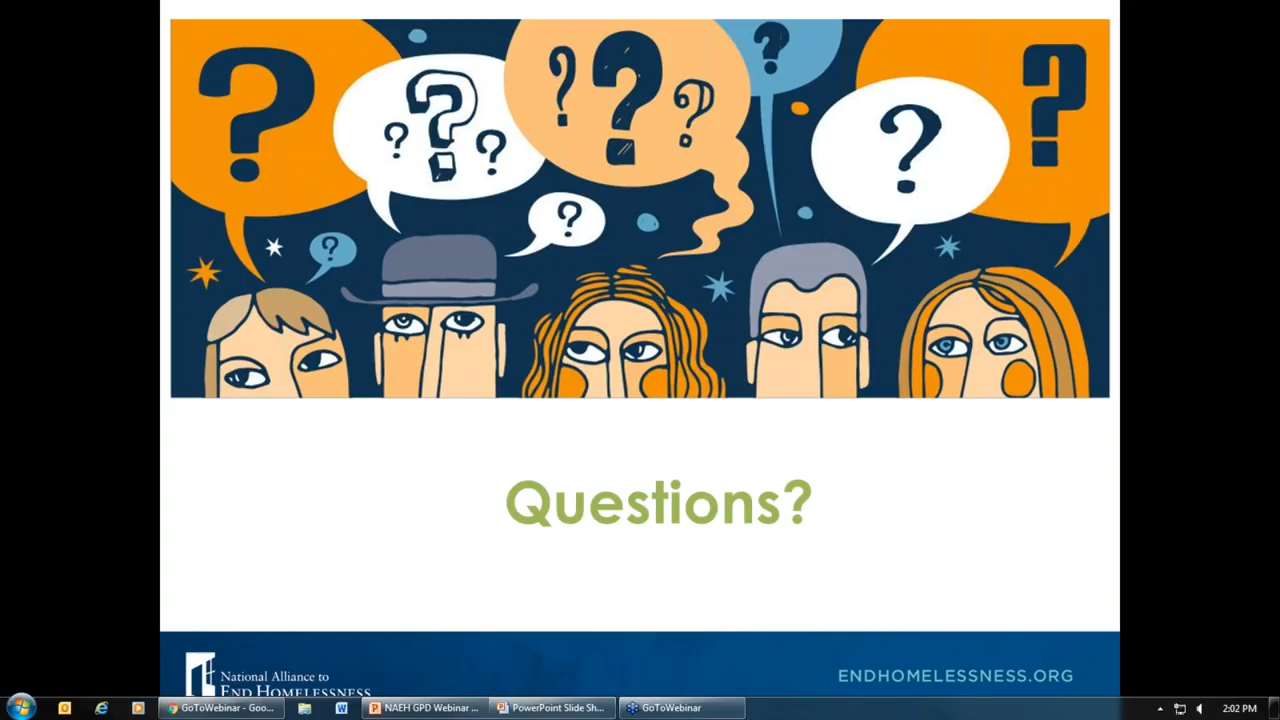 ? ? ? ? ? ? ? ? ? ?
? ?
Questions?
National Alliance to
END HOMELESSNESS
ENDHOMELESSNESS.ORG
GoToWebinar - Goo...
NAEH GPD Webinar ...
PowerPoint Slide Sh...
GoToWebinar
2:02 PM